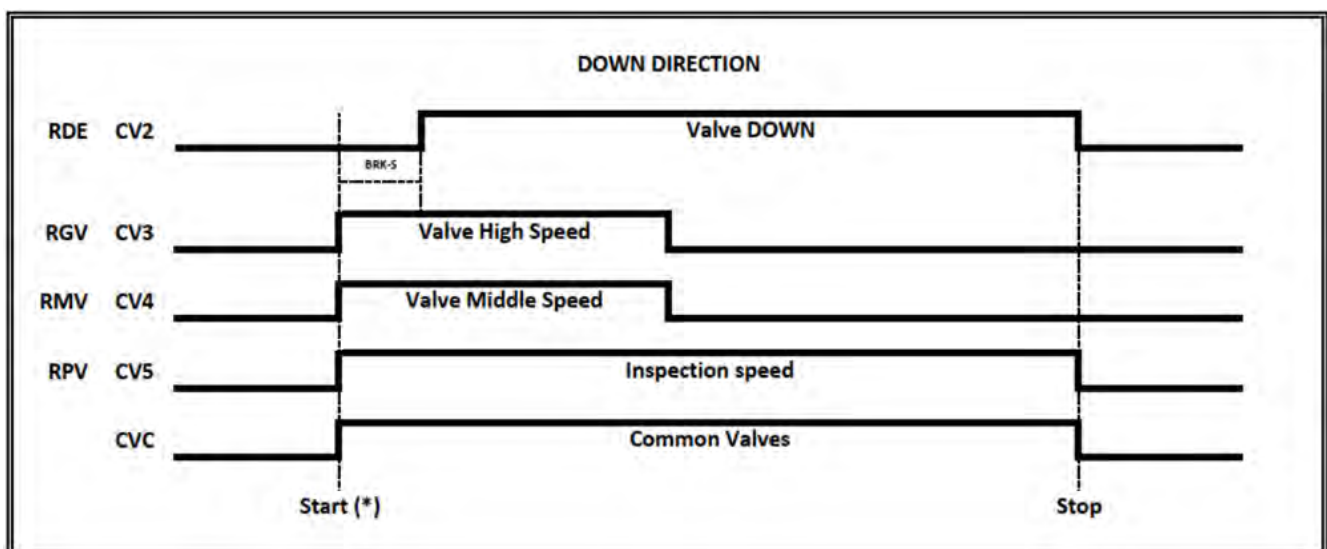 DOWN DIRECTION
RDE CV2 Valve DOWN
BRK-S
RGV CV3 Valve High Speed
RMV CV4 Valve Middle Speed
RPV CV5 Inspection speed
CVC Common Valves
Start (*) Stop